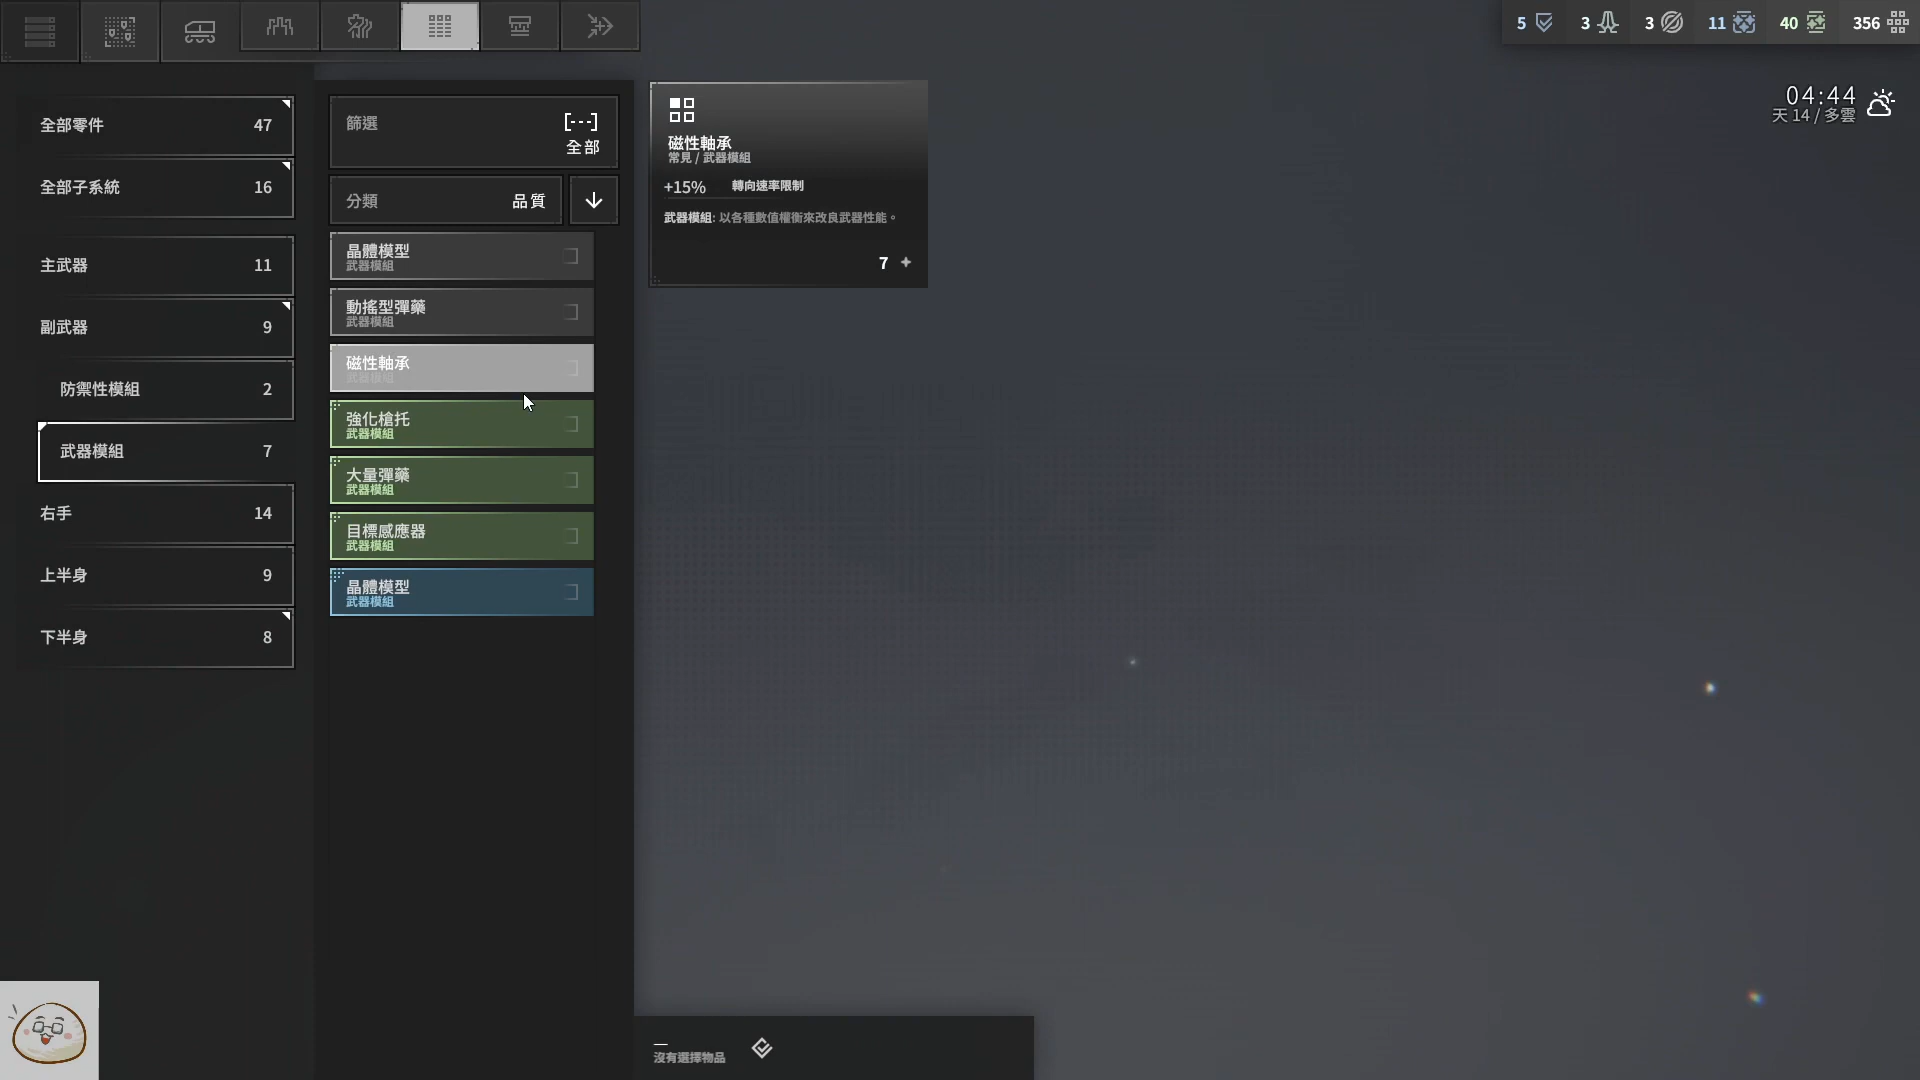 5
3
3
11
40
356
04:44
天 14 / 多雲
全部零件 47
全部子系統 16
主武器 11
副武器 9
防禦性模組 2
武器模組 7
右手 14
上半身 9
下半身 8
篩選
[---]
全部
分類 品質
晶體模型
武器模組
動搖型彈藥
武器模組
磁性軸承
武器模組
強化槍托
武器模組
大量彈藥
武器模組
目標感應器
武器模組
晶體模型
武器模組
磁性軸承
常見 / 武器模組
+15% 轉向速率限制
武器模組: 以各種數值權衡來改良武器性能。
7
—
沒有選擇物品